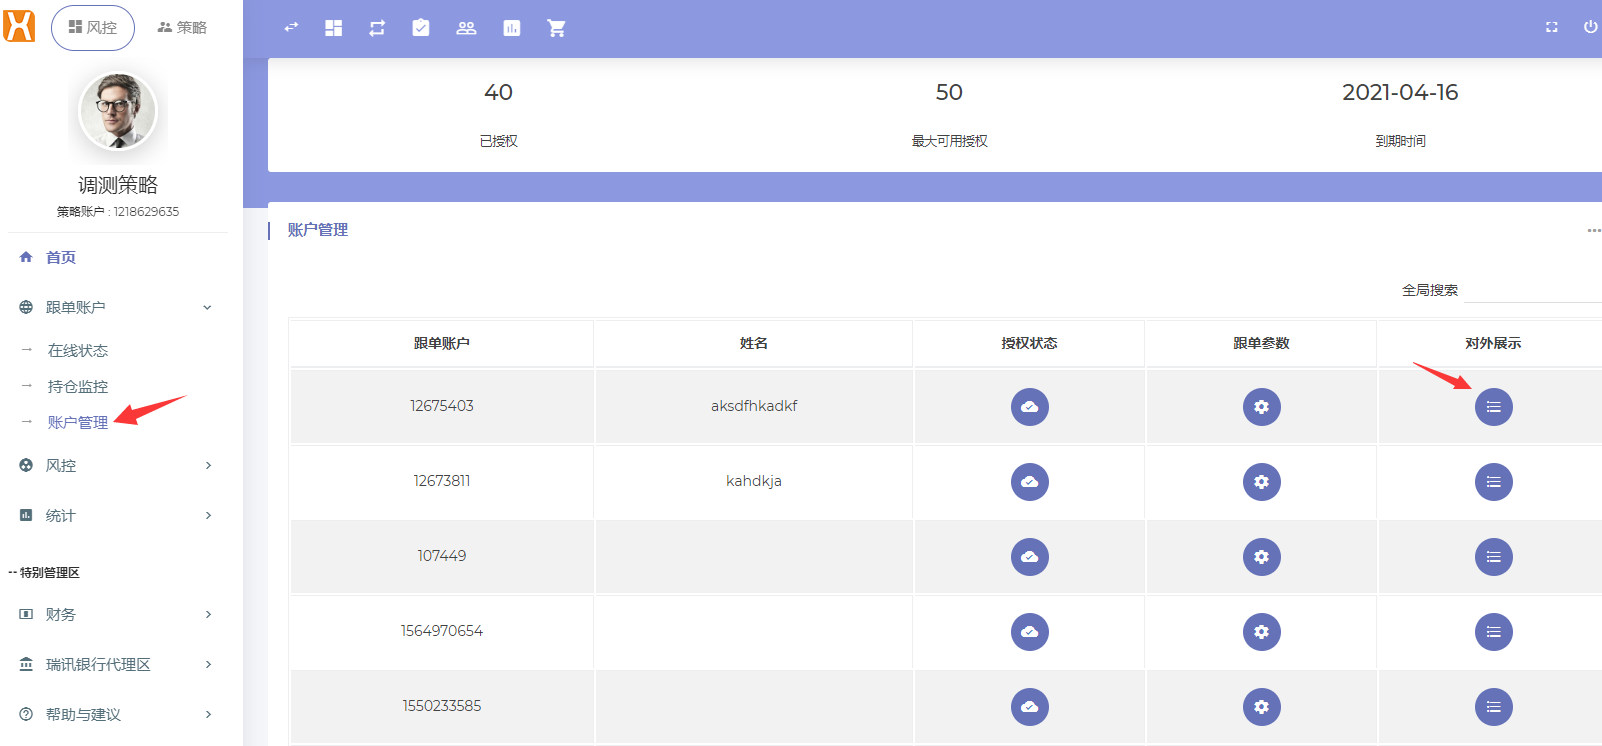 风控
策略
调测策略
策略账户 : 1218629635
首页
跟单账户
在线状态
持仓监控
账户管理
风控
统计
-- 特别管理区
财务
瑞讯银行代理区
帮助与建议
40
已授权
50
最大可用授权
2021-04-16
到期时间
账户管理
全局搜索
跟单账户 姓名 授权状态 跟单参数 对外展示
12675403 aksdfhkadkf
12673811 kahdkja
107449
1564970654
1550233585